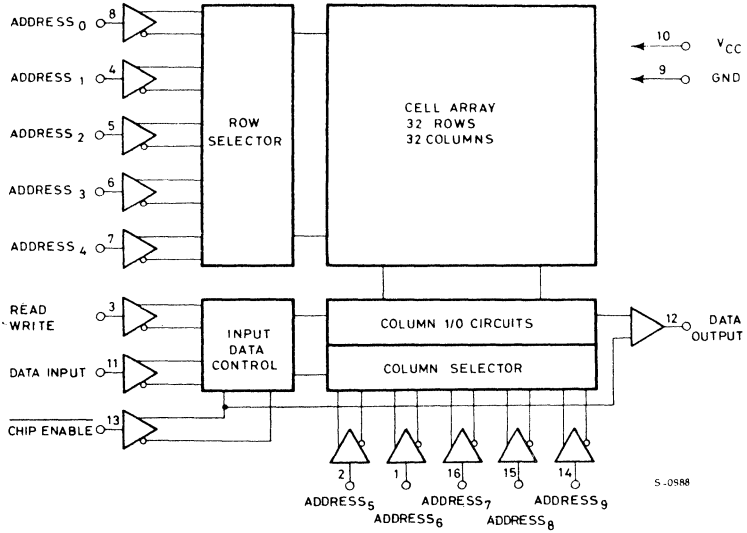 ADDRESS 0 8
ADDRESS 1 4
ADDRESS 2 5
ADDRESS 3 6
ADDRESS 4 7
ROW
SELECTOR
CELL ARRAY
32 ROWS
32 COLUMNS
10 VCC
9 GND
READ
WRITE
3
DATA INPUT 11
CHIP ENABLE 13
INPUT
DATA
CONTROL
COLUMN 1/0 CIRCUITS
COLUMN SELECTOR
12 DATA
OUTPUT
2 1 16 15 14
ADDRESS5
ADDRESS6
ADDRESS7
ADDRESS8
ADDRESS9
S-0988